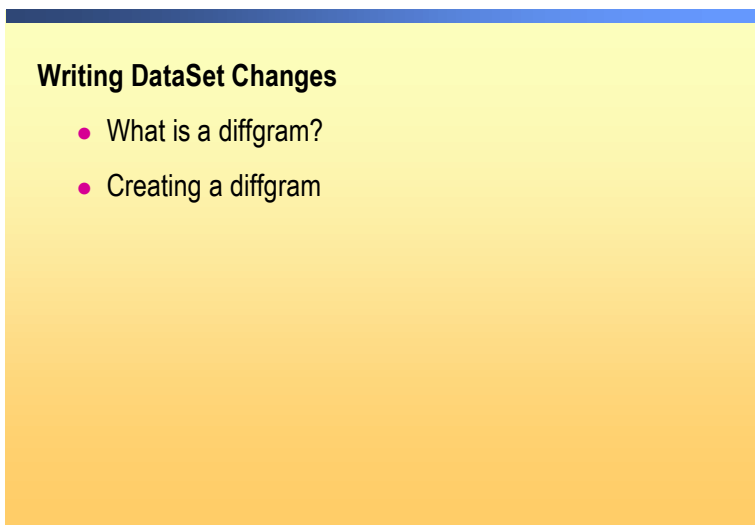 Writing DataSet Changes
● What is a diffgram?
● Creating a diffgram